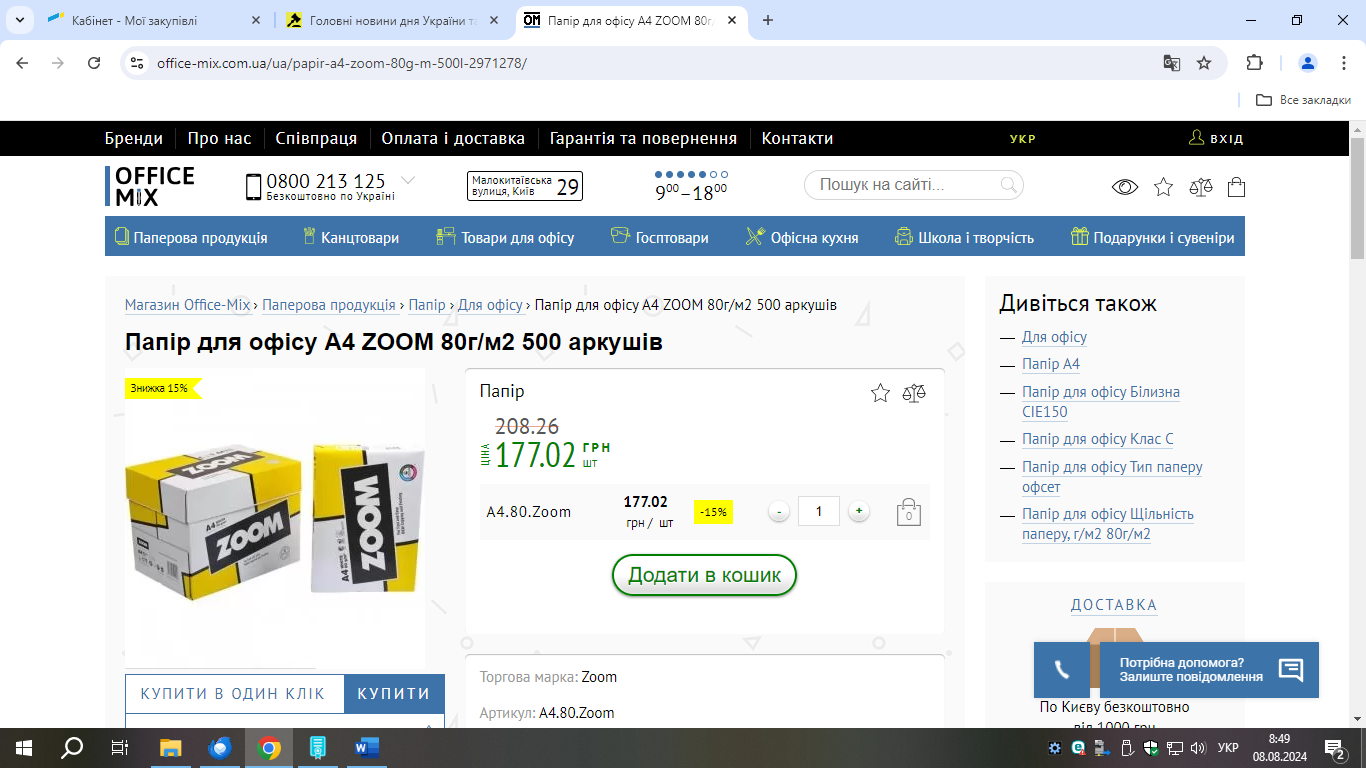 Кабінет - Мої закупівлі
Головні новини дня України та
Папір для офісу А4 ZOOM 80г/
office-mix.com.ua/ua/papir-a4-zoom-80g-m-500l-2971278/
Все закладки
Бренди Про нас Співпраця Оплата і доставка Гарантія та повернення Контакти УКР ВХІД
OFFICE MIX
0800 213 125
Безкоштовно по Україні
Малокитаївська вулиця, Київ 29
9⁰⁰–18⁰⁰
Пошук на сайті...
Паперова продукція Канцтовари Товари для офісу Госптовари Офісна кухня Школа і творчість Подарунки і сувеніри
Магазин Office-Mix › Паперова продукція › Папір › Для офісу › Папір для офісу А4 ZOOM 80г/м2 500 аркушів
Папір для офісу А4 ZOOM 80г/м2 500 аркушів
Знижка 15%
ZOOM
ZOOM
ZOOM
A4
A4
Папір
208.26
ЦІНА 177.02 ГРН
шт
A4.80.Zoom 177.02 грн / шт -15% - 1 + 0
Додати в кошик
КУПИТИ В ОДИН КЛІК КУПИТИ
Торгова марка: Zoom
Артикул: A4.80.Zoom
Дивіться також
— Для офісу
— Папір А4
— Папір для офісу Білизна
CIE150
— Папір для офісу Клас C
— Папір для офісу Тип паперу
офсет
— Папір для офісу Щільність
паперу, г/м2 80г/м2
ДОСТАВКА
Потрібна допомога?
Залиште повідомлення
По Києву безкоштовно
від 1000 грн
УКР
8:49
08.08.2024
2